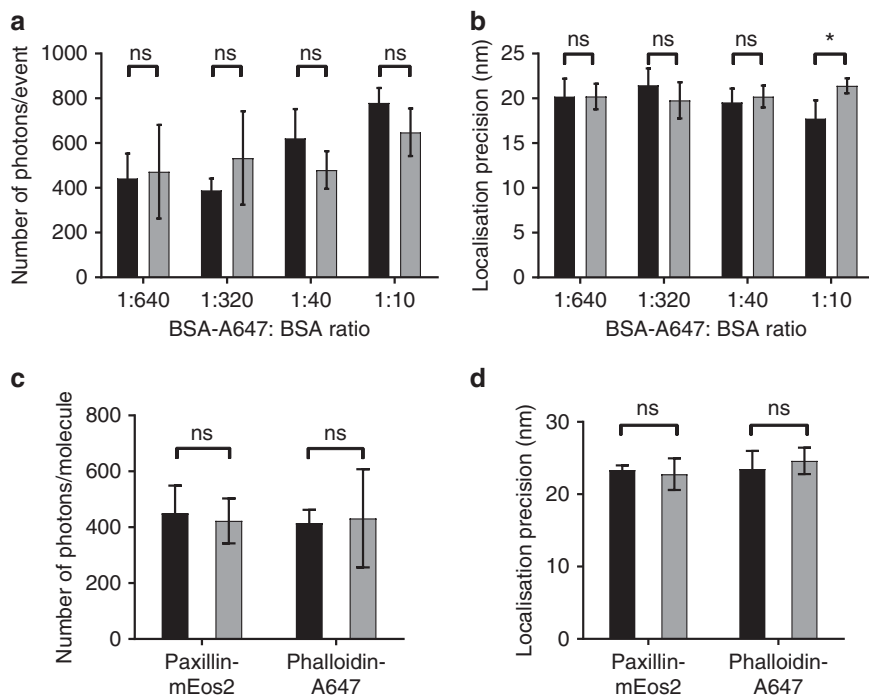 a
Number of photons/event
1000
800
600
400
200
0
ns
ns
ns
ns
1:640 1:320 1:40 1:10
BSA-A647: BSA ratio
b
Localisation precision (nm)
25
20
15
10
5
0
ns
ns
ns
*
1:640 1:320 1:40 1:10
BSA-A647: BSA ratio
c
Number of photons/molecule
800
600
400
200
0
ns
ns
Paxillin-
mEos2
Phalloidin-
A647
d
Localisation precision (nm)
30
20
10
0
ns
ns
Paxillin-
mEos2
Phalloidin-
A647